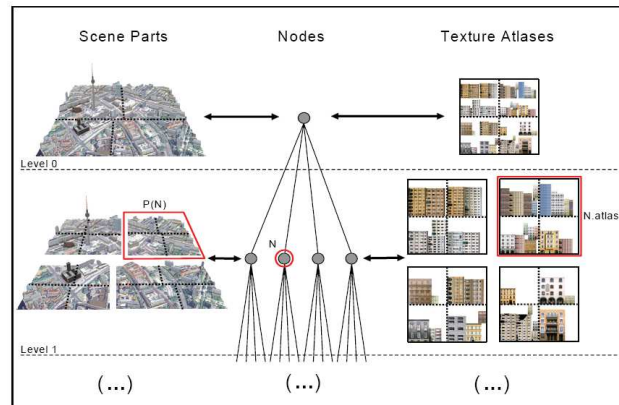 Scene Parts Nodes Texture Atlases
Level 0
P(N)
N
N.atlas
Level 1
(...) (...) (...)